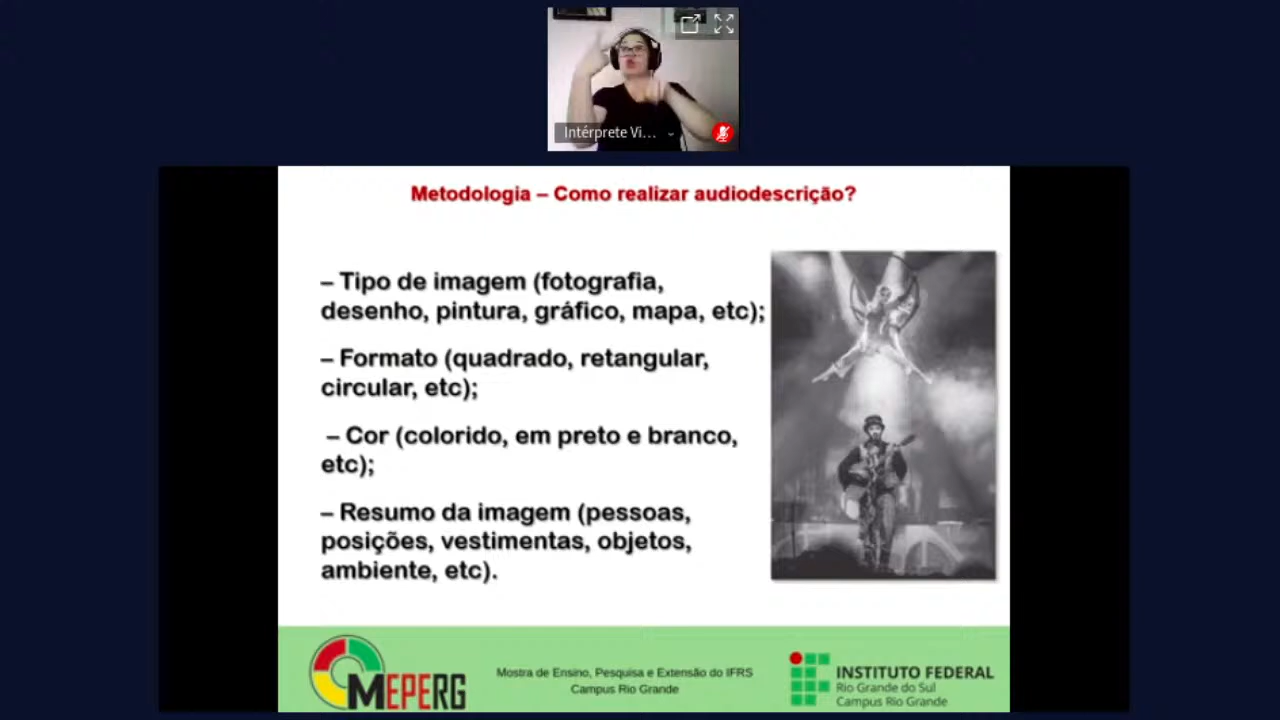 Intérprete Vi...
Metodologia – Como realizar audiodescrição?
– Tipo de imagem (fotografia,
desenho, pintura, gráfico, mapa, etc);
– Formato (quadrado, retangular,
circular, etc);
– Cor (colorido, em preto e branco,
etc);
– Resumo da imagem (pessoas,
posições, vestimentas, objetos,
ambiente, etc).
MEPERG
Mostra de Ensino, Pesquisa e Extensão do IFRS
Campus Rio Grande
INSTITUTO FEDERAL
Rio Grande do Sul
Campus Rio Grande